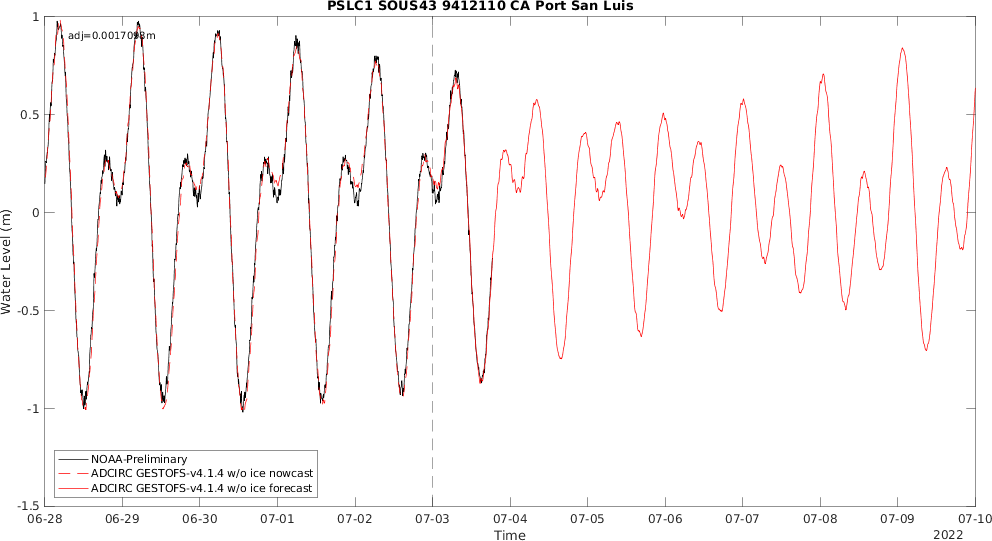 PSLC1 SOUS43 9412110 CA Port San Luis
adj=0.0017093m
1
0.5
0
-0.5
-1
-1.5
Water Level (m)
NOAA-Preliminary
ADCIRC GESTOFS-v4.1.4 w/o ice nowcast
ADCIRC GESTOFS-v4.1.4 w/o ice forecast
06-28 06-29 06-30 07-01 07-02 07-03 07-04 07-05 07-06 07-07 07-08 07-09 07-10
Time
2022